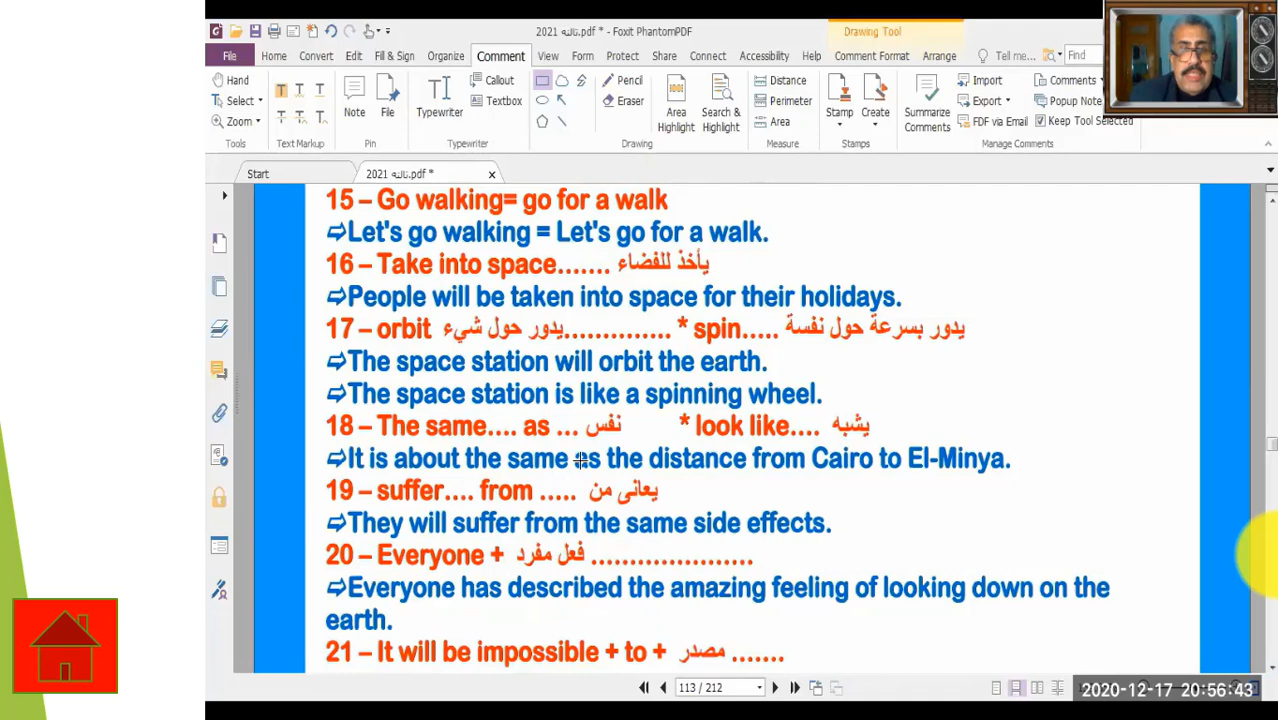 2021 ثالثه.pdf * - Foxit PhantomPDF
Drawing Tool
File Home Convert Edit Fill & Sign Organize Comment View Form Protect Share Connect Accessibility Help Comment Format Arrange Tell me... Find
Hand
Select
Zoom
Tools
Text Markup
Note
File
Pin
Typewriter
Callout
Textbox
Typewriter
Pencil
Eraser
Area Highlight
Search & Highlight
Drawing
Distance
Perimeter
Area
Measure
Stamp
Create
Stamps
Summarize Comments
Import
Export
FDF via Email
Comments
Popup Note
Keep Tool Selected
Manage Comments
Start
2021 ثالثه.pdf *
15 – Go walking= go for a walk
⇨Let's go walking = Let's go for a walk.
16 – Take into space....... يأخذ للفضاء
⇨People will be taken into space for their holidays.
17 – orbit يدور حول شيء.............. * spin..... يدور بسرعة حول نفسة
⇨The space station will orbit the earth.
⇨The space station is like a spinning wheel.
18 – The same.... as ... نفس * look like.... يشبه
⇨It is about the same as the distance from Cairo to El-Minya.
19 – suffer.... from ..... يعانى من
⇨They will suffer from the same side effects.
20 – Everyone + فعل مفرد .....................
⇨Everyone has described the amazing feeling of looking down on the
earth.
21 – It will be impossible + to + مصدر .......
113 / 212
2020-12-17 20:56:43